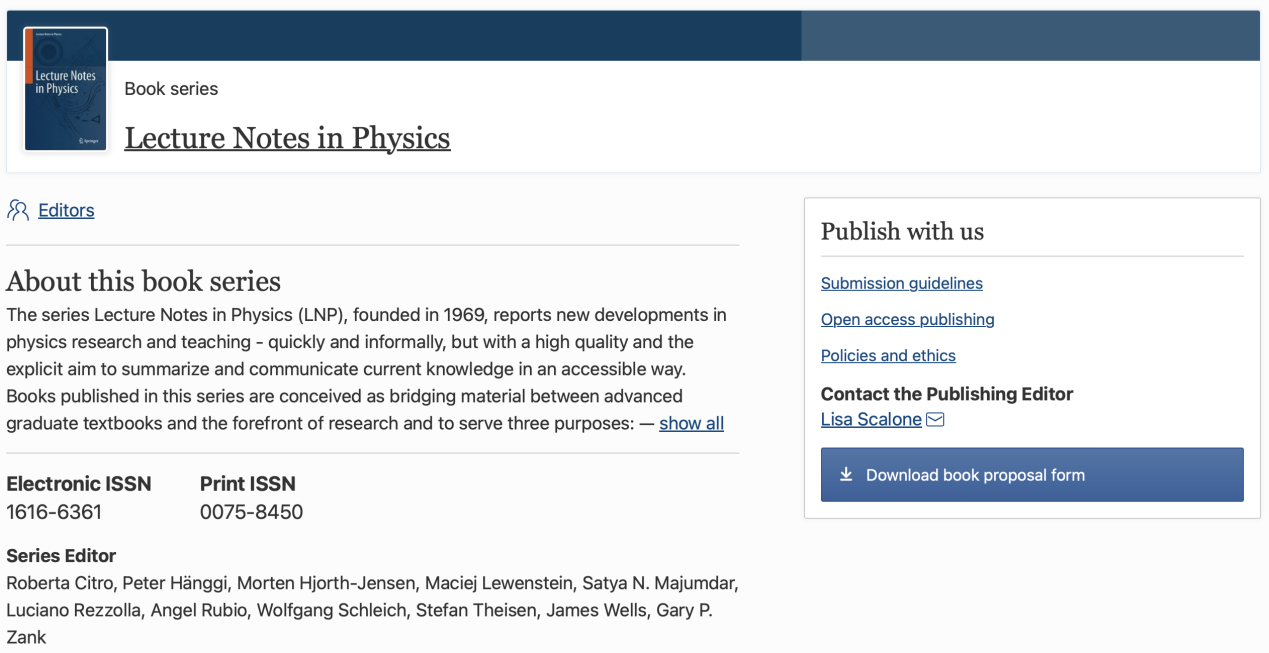 Lecture Notes in Physics
Lecture Notes
in Physics
Springer
Book series
Lecture Notes in Physics
Editors
About this book series
The series Lecture Notes in Physics (LNP), founded in 1969, reports new developments in
physics research and teaching - quickly and informally, but with a high quality and the
explicit aim to summarize and communicate current knowledge in an accessible way.
Books published in this series are conceived as bridging material between advanced
graduate textbooks and the forefront of research and to serve three purposes: — show all
Electronic ISSN
1616-6361
Print ISSN
0075-8450
Series Editor
Roberta Citro, Peter Hänggi, Morten Hjorth-Jensen, Maciej Lewenstein, Satya N. Majumdar,
Luciano Rezzolla, Angel Rubio, Wolfgang Schleich, Stefan Theisen, James Wells, Gary P.
Zank
Publish with us
Submission guidelines
Open access publishing
Policies and ethics
Contact the Publishing Editor
Lisa Scalone
Download book proposal form